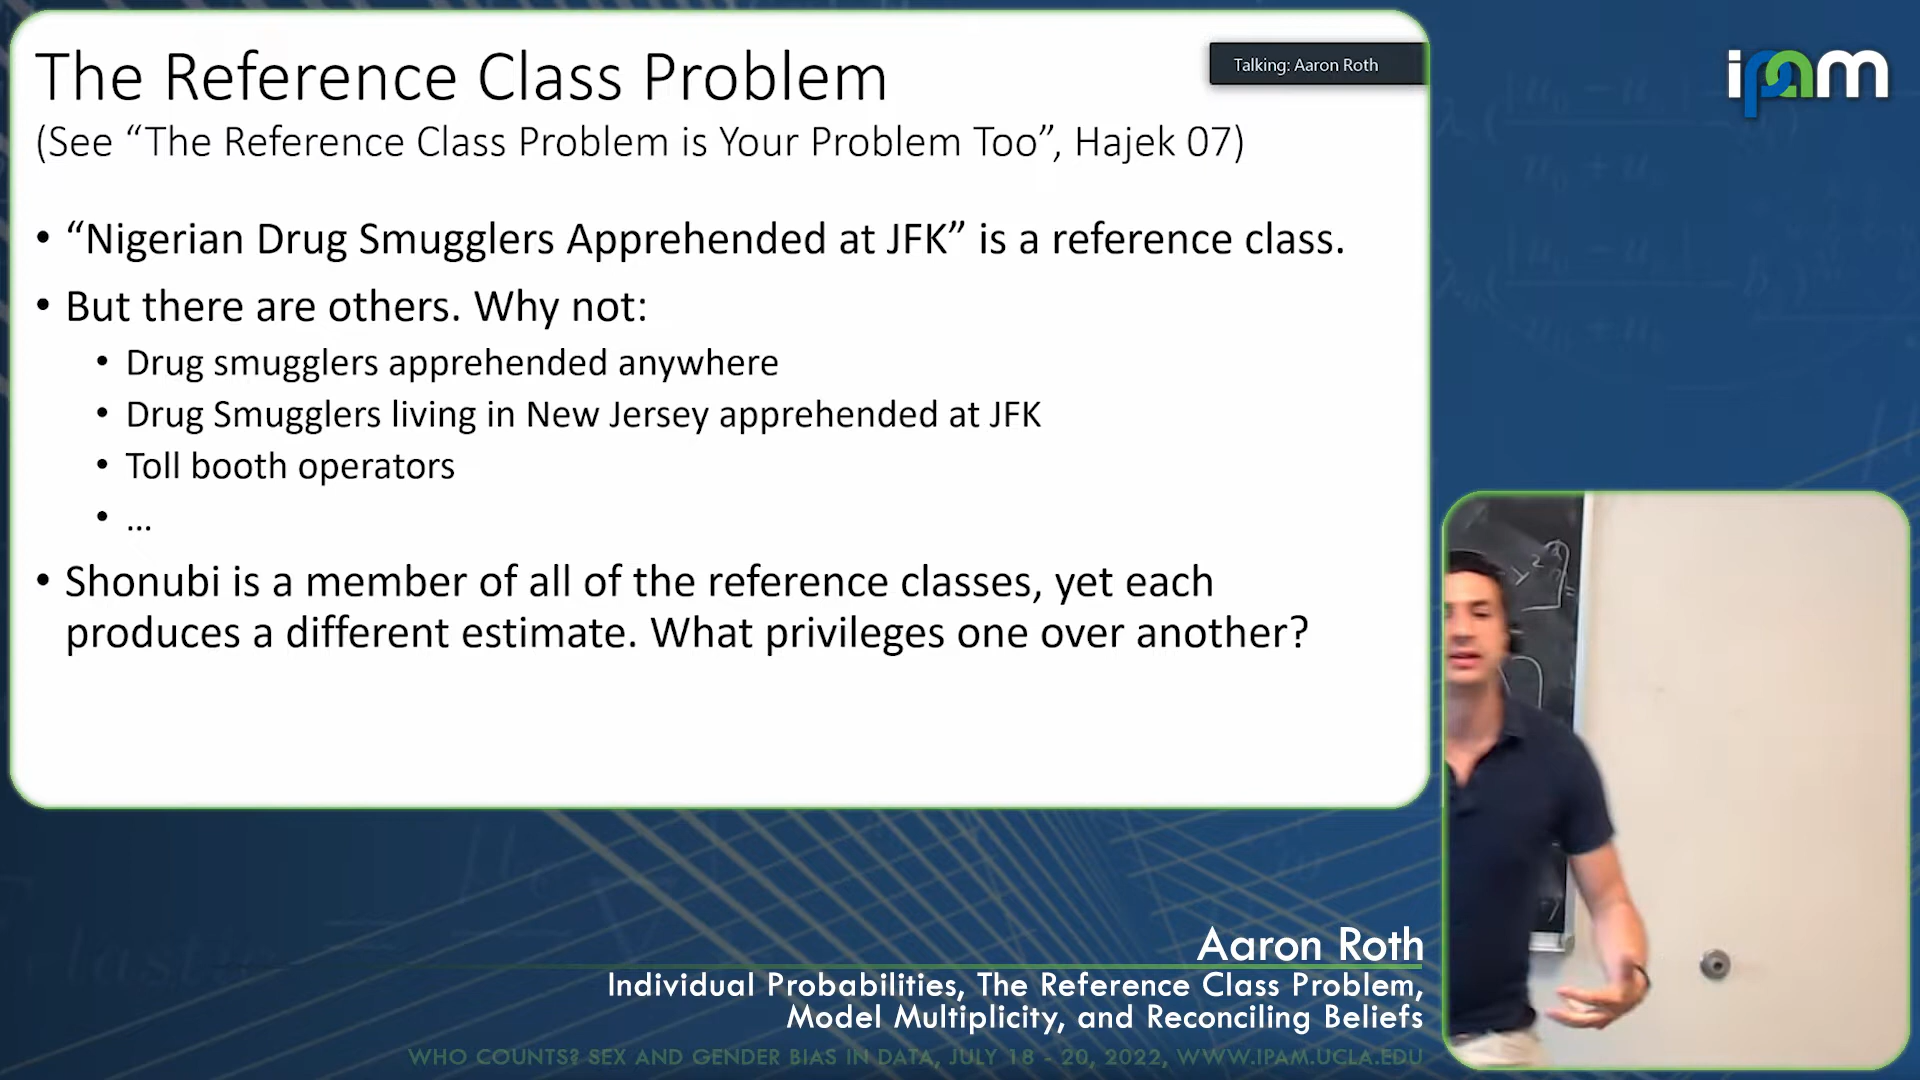 The Reference Class Problem
(See “The Reference Class Problem is Your Problem Too”, Hajek 07)
Talking: Aaron Roth
ipam
• “Nigerian Drug Smugglers Apprehended at JFK” is a reference class.
• But there are others. Why not:
• Drug smugglers apprehended anywhere
• Drug Smugglers living in New Jersey apprehended at JFK
• Toll booth operators
• …
• Shonubi is a member of all of the reference classes, yet each
produces a different estimate. What privileges one over another?
Aaron Roth
Individual Probabilities, The Reference Class Problem,
Model Multiplicity, and Reconciling Beliefs
WHO COUNTS? SEX AND GENDER BIAS IN DATA, JULY 18 - 20, 2022, WWW.IPAM.UCLA.EDU